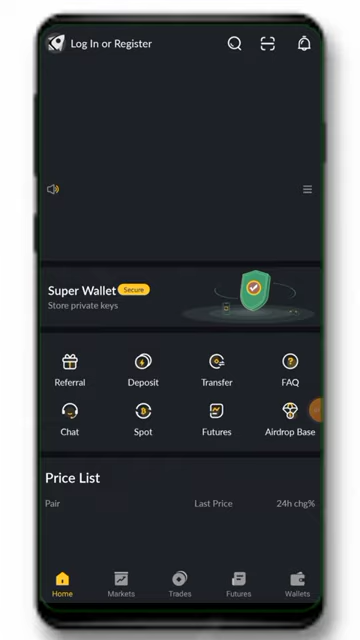 Log In or Register
Super Wallet Secure
Store private keys
Referral Deposit Transfer FAQ
Chat Spot Futures Airdrop Base
Price List
Pair Last Price 24h chg%
Home Markets Trades Futures Wallets